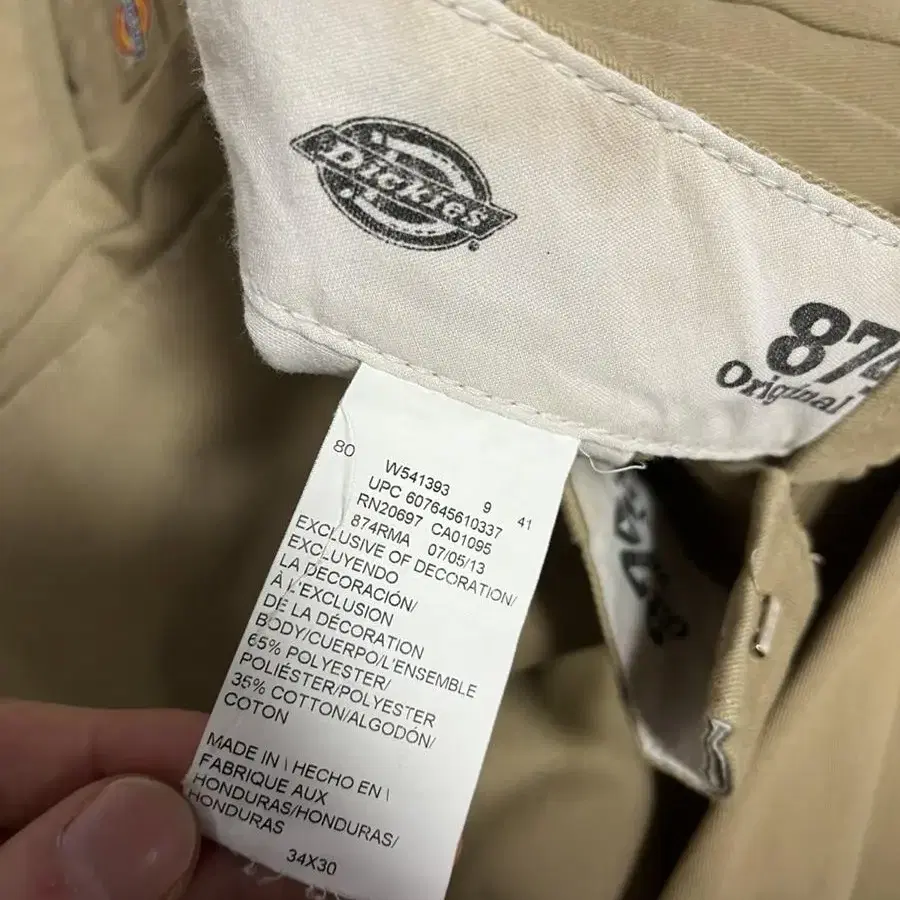 Dickies
874
Original
80
W541393 9 41
UPC 607645610337
RN20697 CA01095
874RMA 07/05/13
EXCLUSIVE OF DECORATION/
EXCLUYENDO
LA DECORACIÓN/
À L'EXCLUSION
DE LA DÉCORATION
BODY/CUERPO/L'ENSEMBLE
65% POLYESTER/
POLIÉSTER/POLYESTER
35% COTTON/ALGODÓN/
COTON
MADE IN \ HECHO EN \
FABRIQUE AUX
HONDURAS/HONDURAS/
HONDURAS
34X30